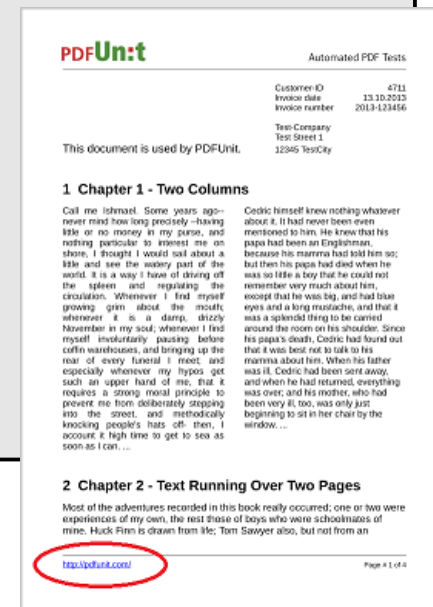 PDFUn:t
Automated PDF Tests
Customer-ID 4711
Invoice date 13.10.2013
Invoice number 2013-123456
Test-Company
Test Street 1
12345 TestCity
This document is used by PDFUnit.
1 Chapter 1 - Two Columns
Call me Ishmael. Some years ago--
never mind how long precisely --having
little or no money in my purse, and
nothing particular to interest me on
shore, I thought I would sail about a
little and see the watery part of the
world. It is a way I have of driving off
the spleen and regulating the
circulation. Whenever I find myself
growing grim about the mouth;
whenever it is a damp, drizzly
November in my soul; whenever I find
myself involuntarily pausing before
coffin warehouses, and bringing up the
rear of every funeral I meet; and
especially whenever my hypos get
such an upper hand of me, that it
requires a strong moral principle to
prevent me from deliberately stepping
into the street, and methodically
knocking people's hats off- then, I
account it high time to get to sea as
soon as I can. ...
Cedric himself knew nothing whatever
about it. It had never been even
mentioned to him. He knew that his
papa had been an Englishman,
because his mamma had told him so;
but then his papa had died when he
was so little a boy that he could not
remember very much about him,
except that he was big, and had blue
eyes and a long mustache, and that it
was a splendid thing to be carried
around the room on his shoulder. Since
his papa's death, Cedric had found out
that it was best not to talk to his
mamma about him. When his father
was ill, Cedric had been sent away,
and when he had returned, everything
was over; and his mother, who had
been very ill, too, was only just
beginning to sit in her chair by the
window. ...
2 Chapter 2 - Text Running Over Two Pages
Most of the adventures recorded in this book really occurred; one or two were
experiences of my own, the rest those of boys who were schoolmates of
mine. Huck Finn is drawn from life; Tom Sawyer also, but not from an
http://pdfunit.com/
Page # 1 of 4